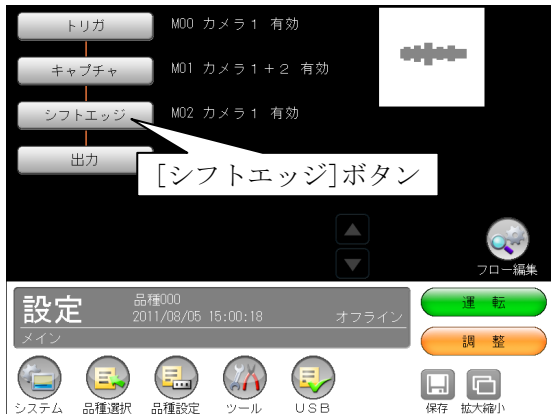 トリガ M00 カメラ1 有効
キャプチャ M01 カメラ1+2 有効
シフトエッジ M02 カメラ1 有効
出力
[シフトエッジ]ボタン
フロー編集
設定 品種000
2011/08/05 15:00:18 オフライン
メイン
運 転
調 整
システム 品種選択 品種設定 ツール USB 保存 拡大縮小